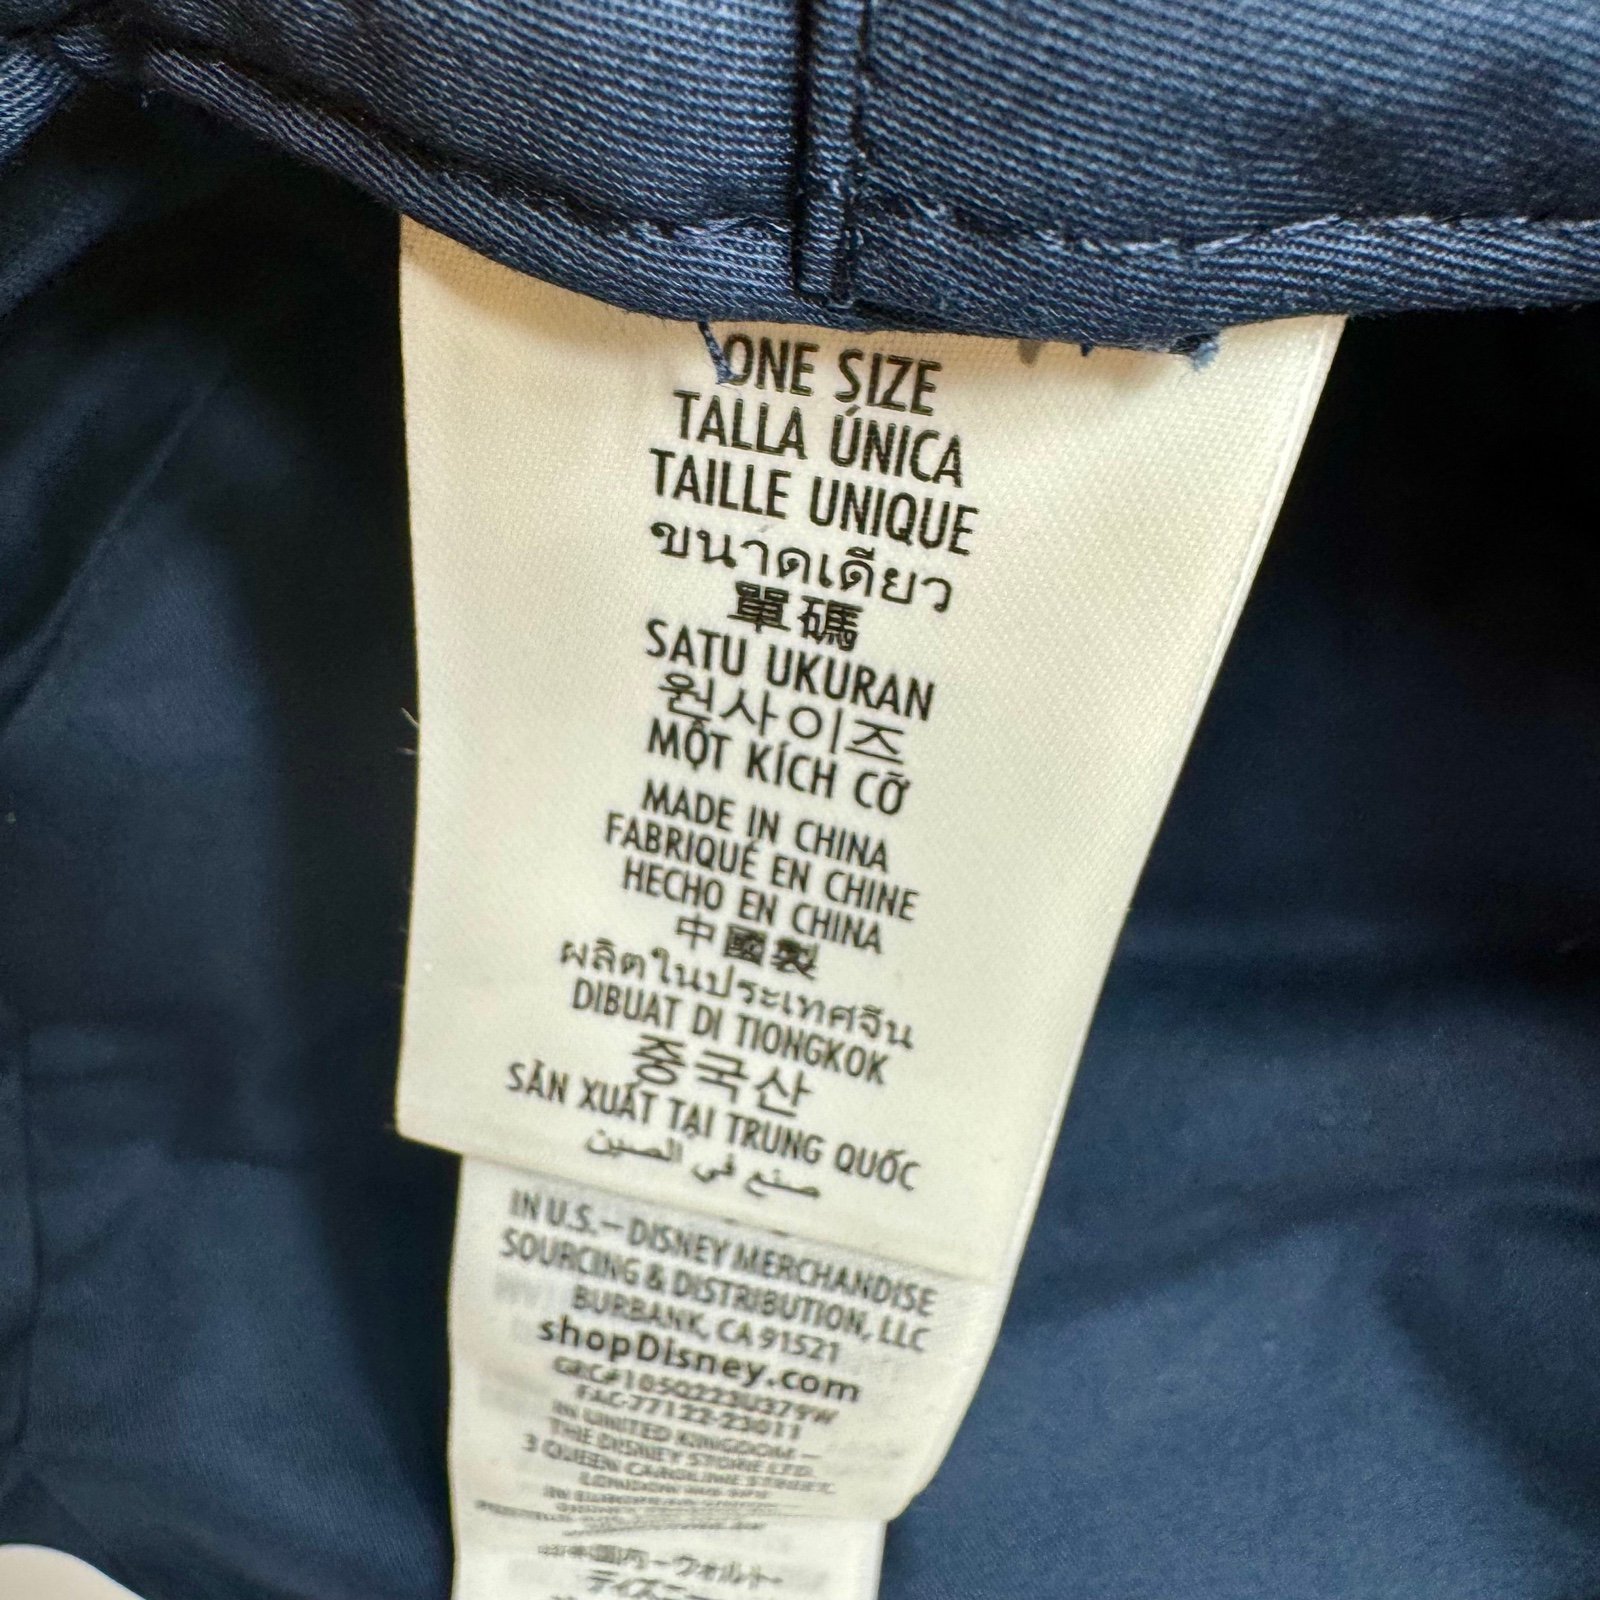 ONE SIZE
TALLA ÚNICA
TAILLE UNIQUE
ขนาดเดียว
單碼
SATU UKURAN
원사이즈
MỘT KÍCH CỠ
MADE IN CHINA
FABRIQUÉ EN CHINE
HECHO EN CHINA
中國製
ผลิตในประเทศจีน
DIBUAT DI TIONGKOK
중국산
SẢN XUẤT TẠI TRUNG QUỐC
صنع في الصين
IN U.S.– DISNEY MERCHANDISE
SOURCING & DISTRIBUTION, LLC
BURBANK, CA 91521
shopDisney.com
FAC-77122-23011
IN UNITED KINGDOM –
THE DISNEY STORE LTD.
3 QUEEN CAROLINE STREET,
LONDON